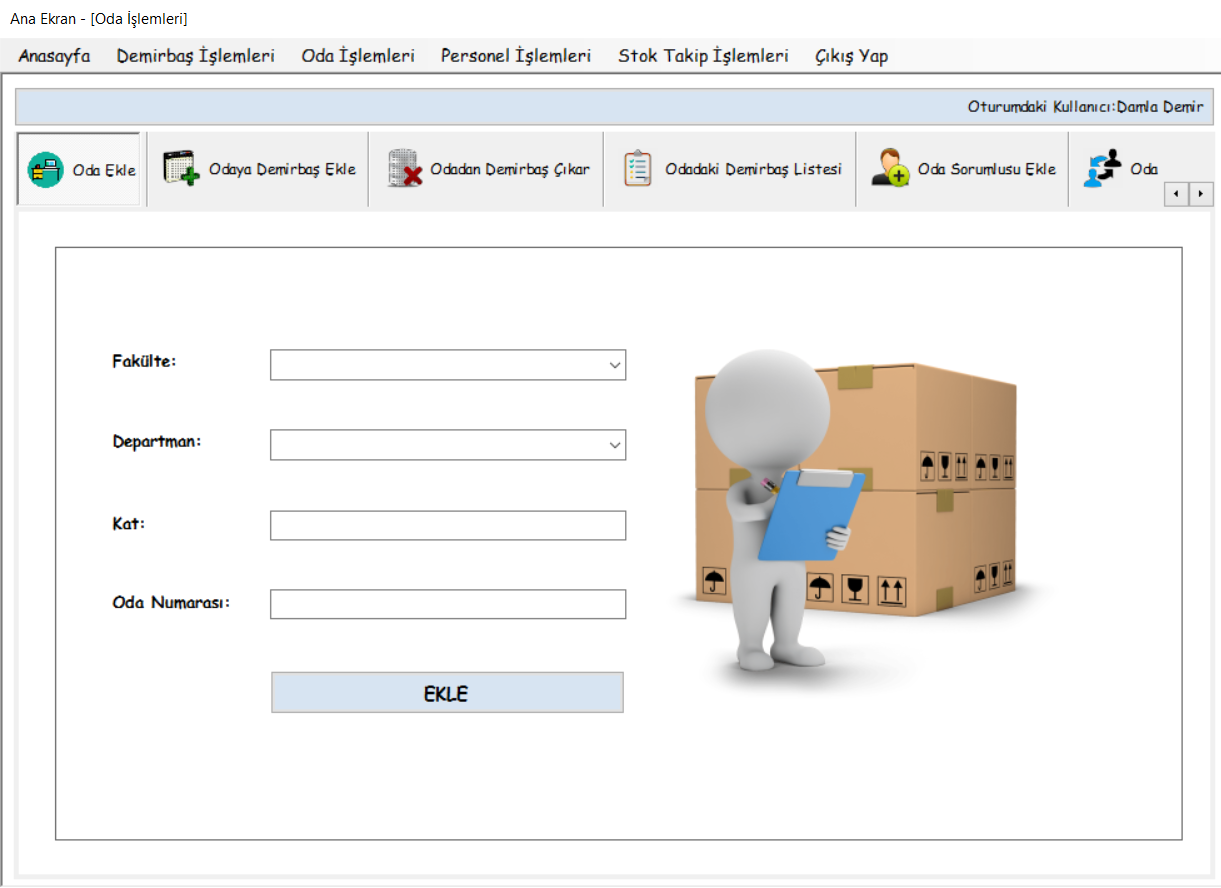 Ana Ekran - [Oda İşlemleri]
Anasayfa Demirbaş İşlemleri Oda İşlemleri Personel İşlemleri Stok Takip İşlemleri Çıkış Yap
Oturumdaki Kullanıcı:Damla Demir
Oda Ekle Odaya Demirbaş Ekle Odadan Demirbaş Çıkar Odadaki Demirbaş Listesi Oda Sorumlusu Ekle Oda
Fakülte:
Departman:
Kat:
Oda Numarası:
EKLE